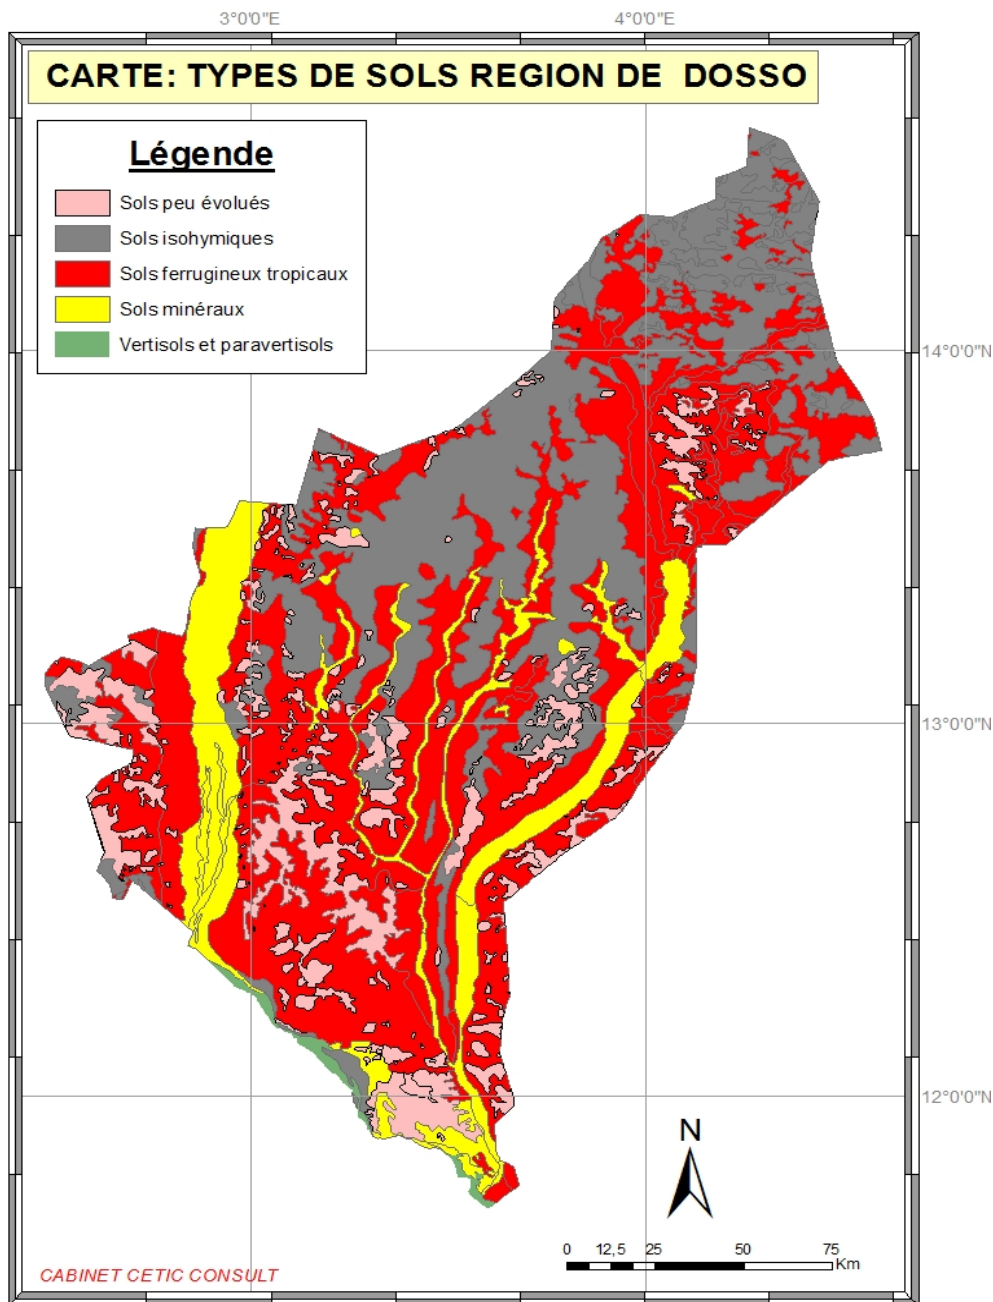 3°0'0"E 4°0'0"E
CARTE: TYPES DE SOLS REGION DE DOSSO
Légende
Sols peu évolués
Sols isohymiques
Sols ferrugineux tropicaux
Sols minéraux
Vertisols et paravertisols
14°0'0"N
13°0'0"N
12°0'0"N
N
0 12,5 25 50 75
Km
CABINET CETIC CONSULT